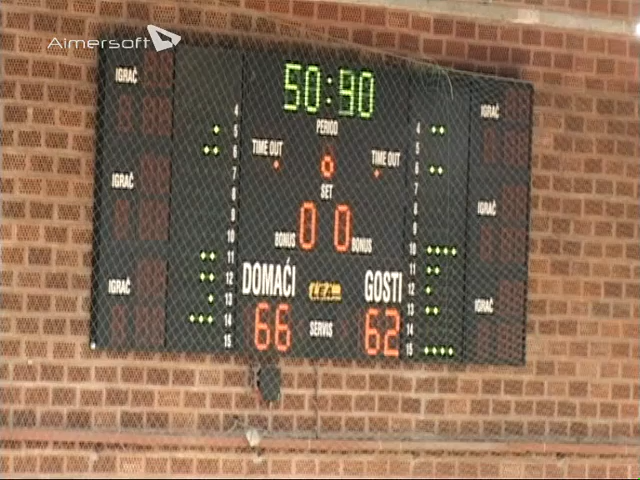 Aimersoft
IGRAČ IGRAČ
50:90
PERIOD
TIME OUT 0 TIME OUT
SET
IGRAČ IGRAČ
0 0
BONUS BONUS
4 5 6 7 8 9 10 11 12 13 14 15
4 5 6 7 8 9 10 11 12 13 14 15
DOMAĆI GOSTI
IGRAČ IGRAČ
66 SERVIS 62